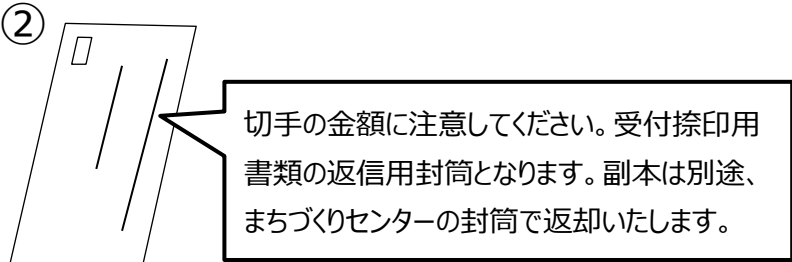 ②
切手の金額に注意してください。受付捺印用
書類の返信用封筒となります。副本は別途、
まちづくりセンターの封筒で返却いたします。